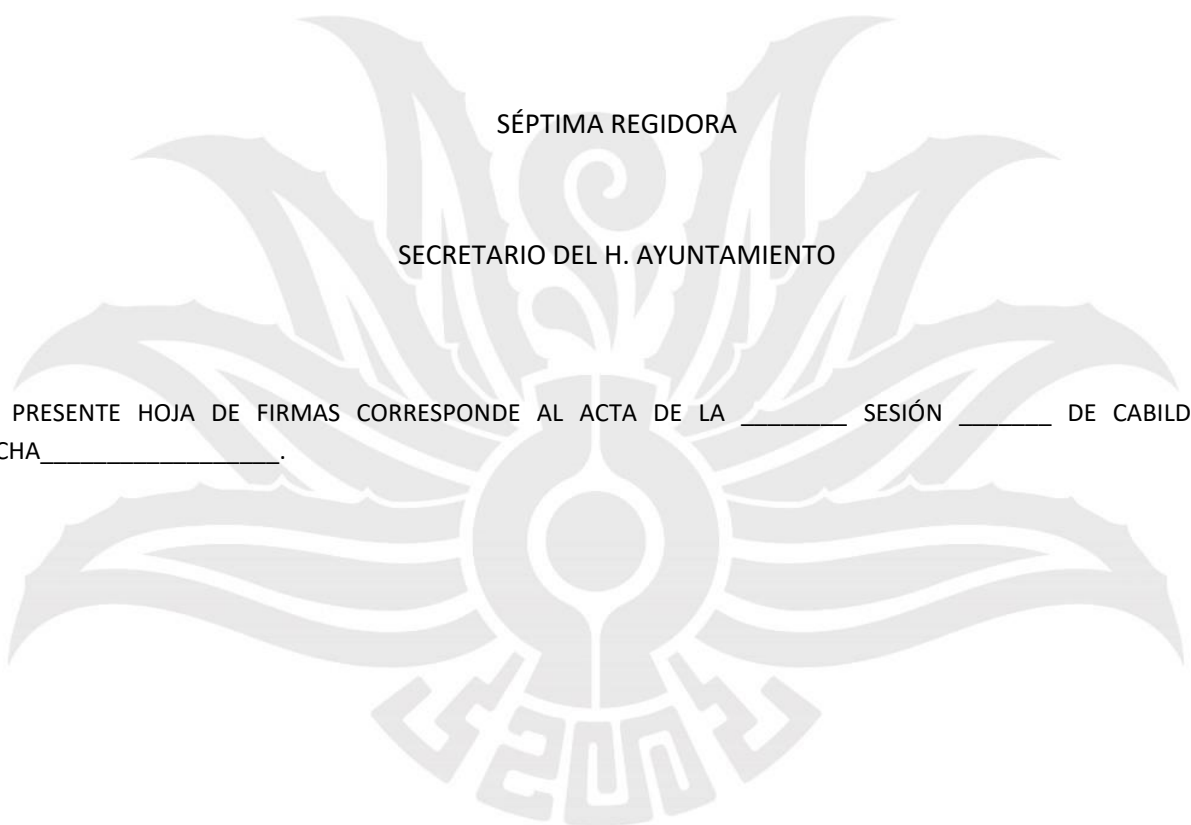 SÉPTIMA REGIDORA
SECRETARIO DEL H. AYUNTAMIENTO
PRESENTE HOJA DE FIRMAS CORRESPONDE AL ACTA DE LA ________ SESIÓN _______ DE CABILD
CHA__________________.